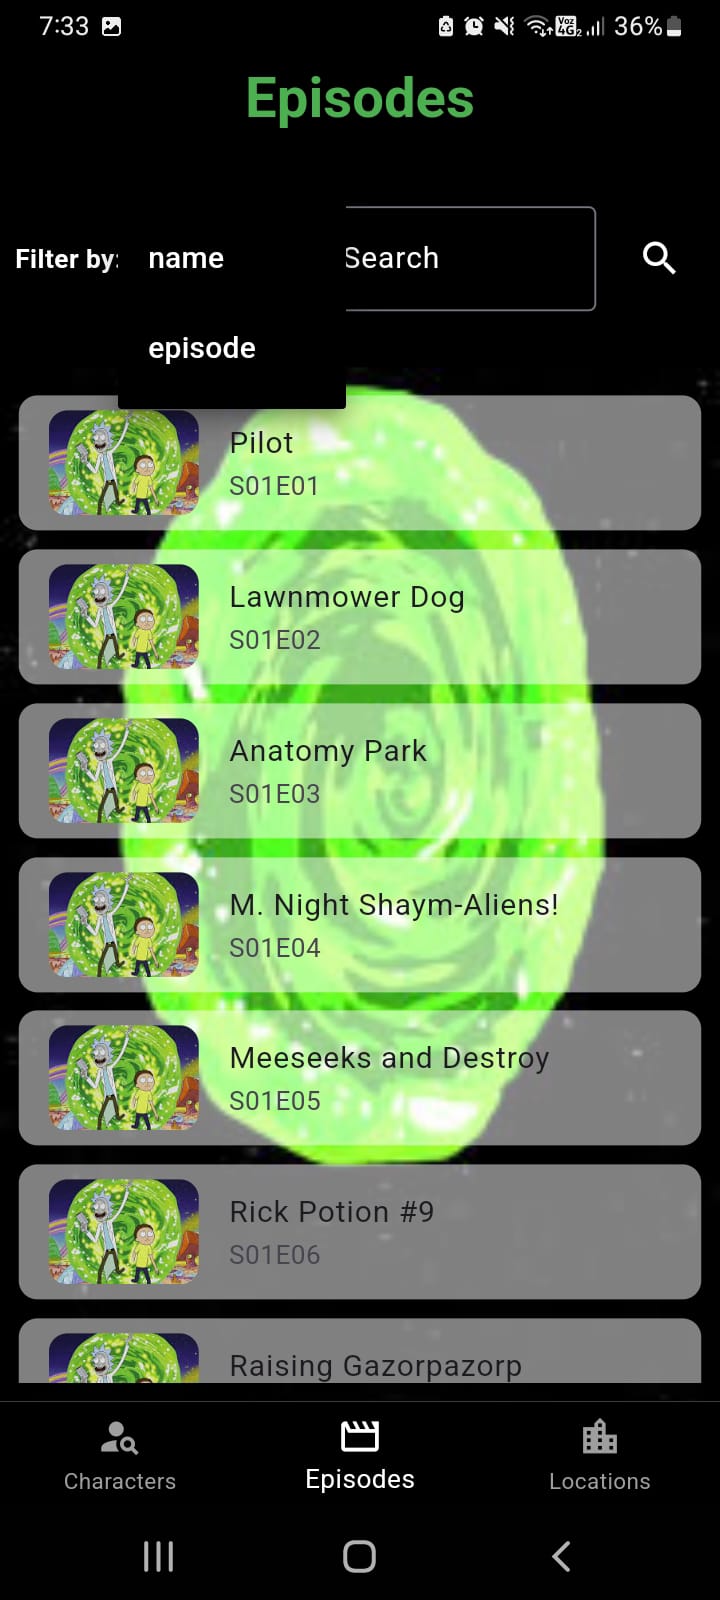 7:33 36%
Episodes
Filter by: name Search
episode
Pilot
S01E01
Lawnmower Dog
S01E02
Anatomy Park
S01E03
M. Night Shaym-Aliens!
S01E04
Meeseeks and Destroy
S01E05
Rick Potion #9
S01E06
Raising Gazorpazorp
Characters Episodes Locations